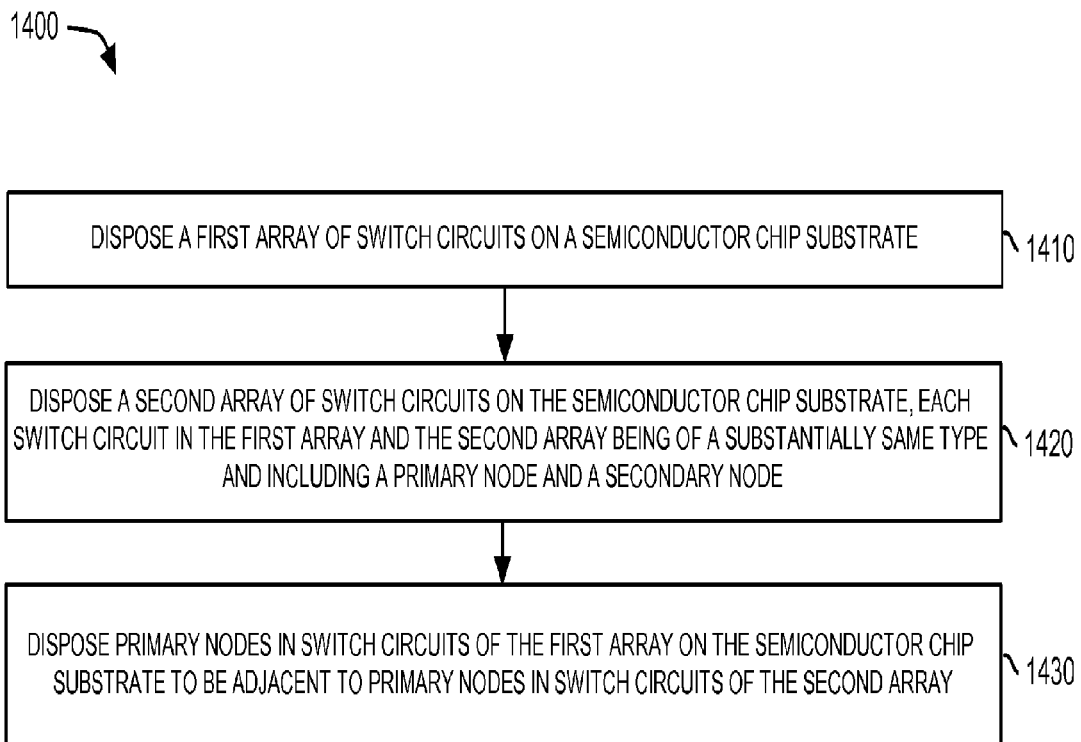 1400
DISPOSE A FIRST ARRAY OF SWITCH CIRCUITS ON A SEMICONDUCTOR CHIP SUBSTRATE
1410
DISPOSE A SECOND ARRAY OF SWITCH CIRCUITS ON THE SEMICONDUCTOR CHIP SUBSTRATE, EACH
SWITCH CIRCUIT IN THE FIRST ARRAY AND THE SECOND ARRAY BEING OF A SUBSTANTIALLY SAME TYPE
AND INCLUDING A PRIMARY NODE AND A SECONDARY NODE
1420
DISPOSE PRIMARY NODES IN SWITCH CIRCUITS OF THE FIRST ARRAY ON THE SEMICONDUCTOR CHIP
SUBSTRATE TO BE ADJACENT TO PRIMARY NODES IN SWITCH CIRCUITS OF THE SECOND ARRAY
1430